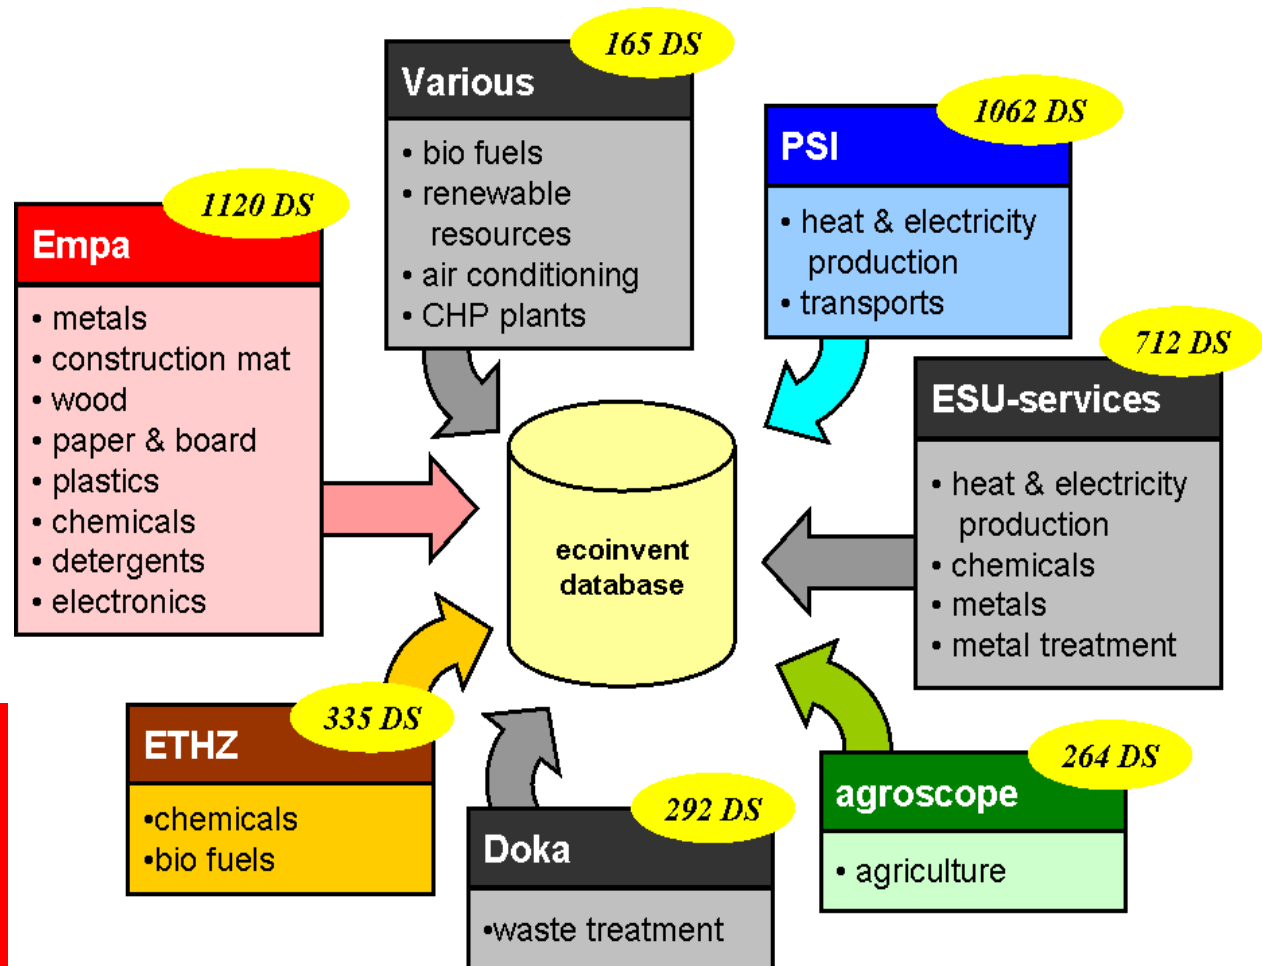 165 DS
Various
• bio fuels
• renewable
resources
• air conditioning
• CHP plants
1062 DS
PSI
• heat & electricity
production
• transports
1120 DS
Empa
• metals
• construction mat
• wood
• paper & board
• plastics
• chemicals
• detergents
• electronics
712 DS
ESU-services
• heat & electricity
production
• chemicals
• metals
• metal treatment
ecoinvent
database
335 DS
ETHZ
•chemicals
•bio fuels
292 DS
Doka
•waste treatment
264 DS
agroscope
• agriculture